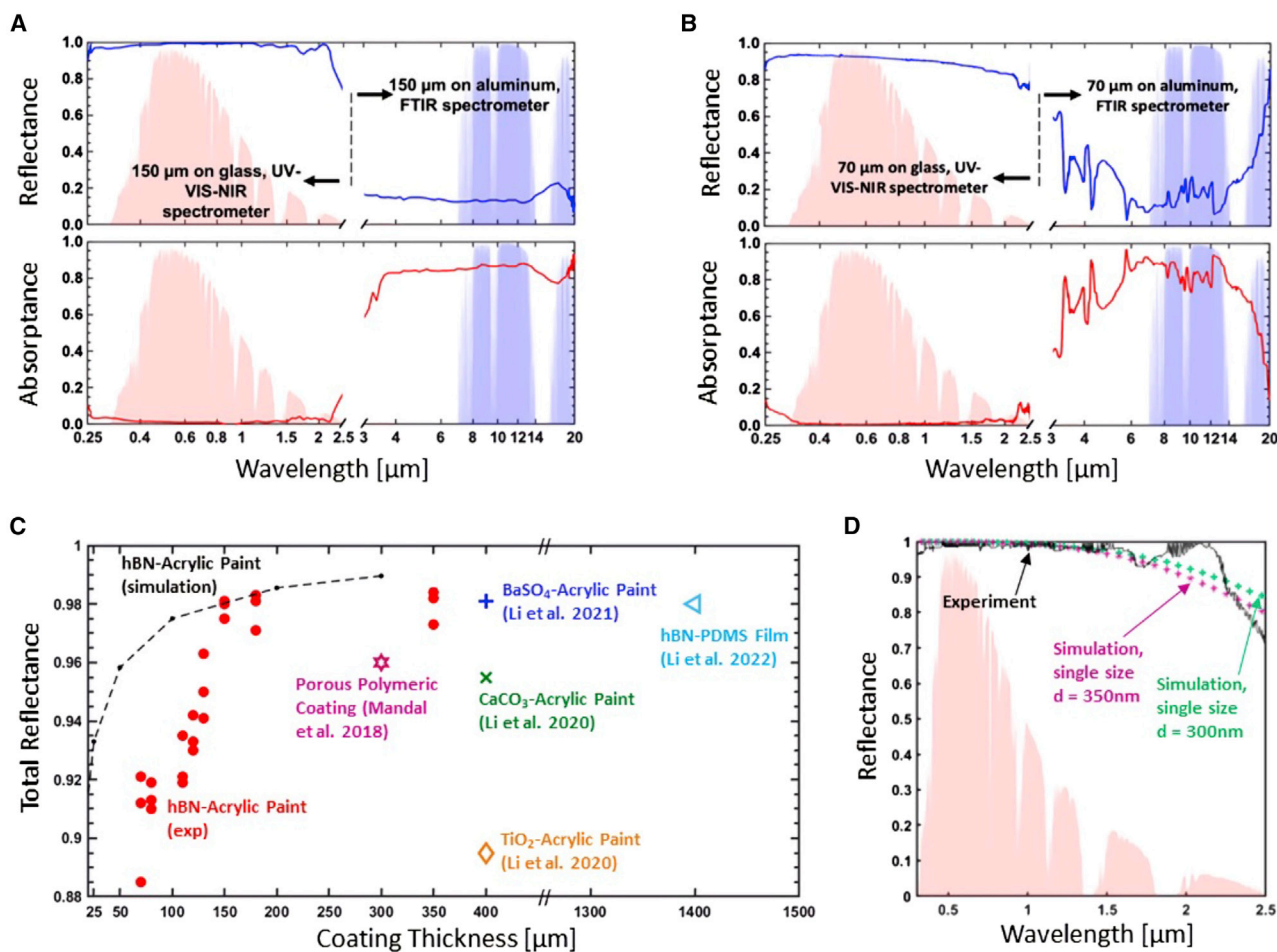 A
Reflectance
1.0
0.8
0.6
0.4
0.2
0.0
150 μm on aluminum,
FTIR spectrometer
150 μm on glass, UV-
VIS-NIR
spectrometer
Absorptance
1.0
0.8
0.6
0.4
0.2
0.0
0.25 0.4 0.6 1 1.5 2 2.5 3 4 6 8 10 12 14 20
Wavelength [μm]
B
Reflectance
1.0
0.8
0.6
0.4
0.2
0.0
70 μm on aluminum,
FTIR spectrometer
70 μm on glass, UV-
VIS-NIR spectrometer
Absorptance
1.0
0.8
0.6
0.4
0.2
0.0
0.25 0.4 0.6 1 1.5 2 2.5 3 4 6 8 10 1214 20
Wavelength [μm]
C
Total Reflectance
1
0.98
0.96
0.94
0.92
0.9
0.88
hBN-Acrylic Paint
(simulation)
BaSO₄-Acrylic Paint
(Li et al. 2021)
hBN-PDMS Film
(Li et al. 2022)
Porous Polymeric
Coating (Mandal
et al. 2018)
CaCO₃-Acrylic Paint
(Li et al. 2020)
hBN-Acrylic Paint
(exp)
TiO₂-Acrylic Paint
(Li et al. 2020)
25 50 100 150 200 250 300 350 400 1300 1400 1500
Coating Thickness [μm]
D
Reflectance
1
0.9
0.8
0.7
0.6
0.5
0.4
0.3
0.2
0.1
0
Experiment
Simulation,
single size
d = 350nm
Simulation,
single size
d = 300nm
0.5 1 1.5 2 2.5
Wavelength [μm]